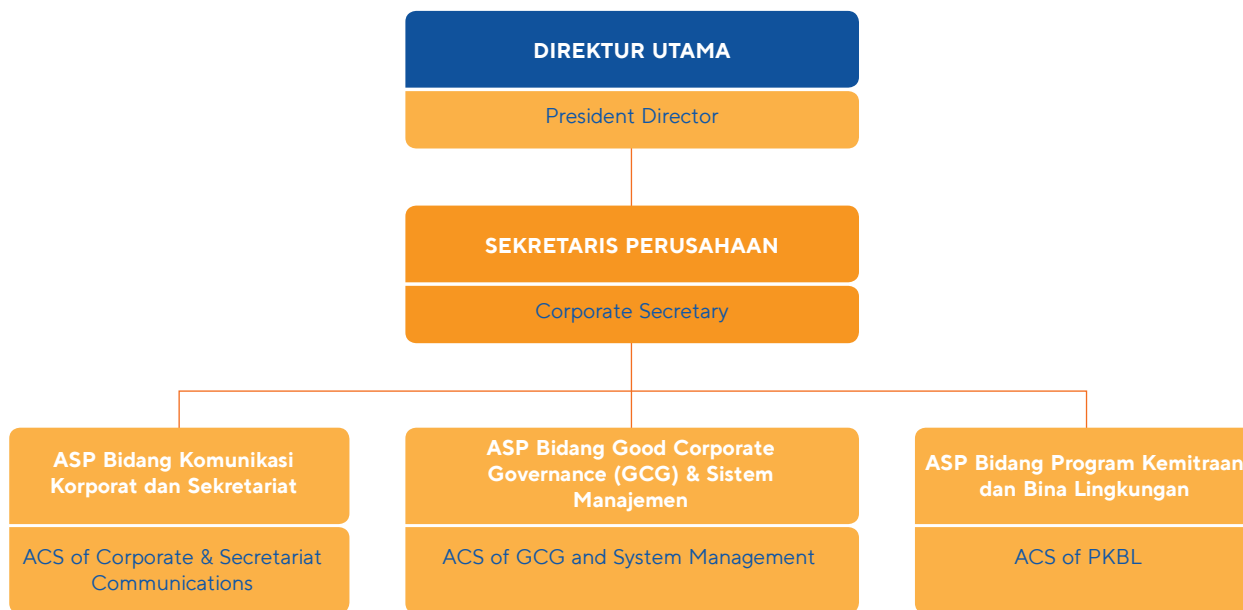 DIREKTUR UTAMA
President Director
SEKRETARIS PERUSAHAAN
Corporate Secretary
ASP Bidang Komunikasi
Korporat dan Sekretariat
ACS of Corporate & Secretariat
Communications
ASP Bidang Good Corporate
Governance (GCG) & Sistem
Manajemen
ACS of GCG and System Management
ASP Bidang Program Kemitraan
dan Bina Lingkungan
ACS of PKBL